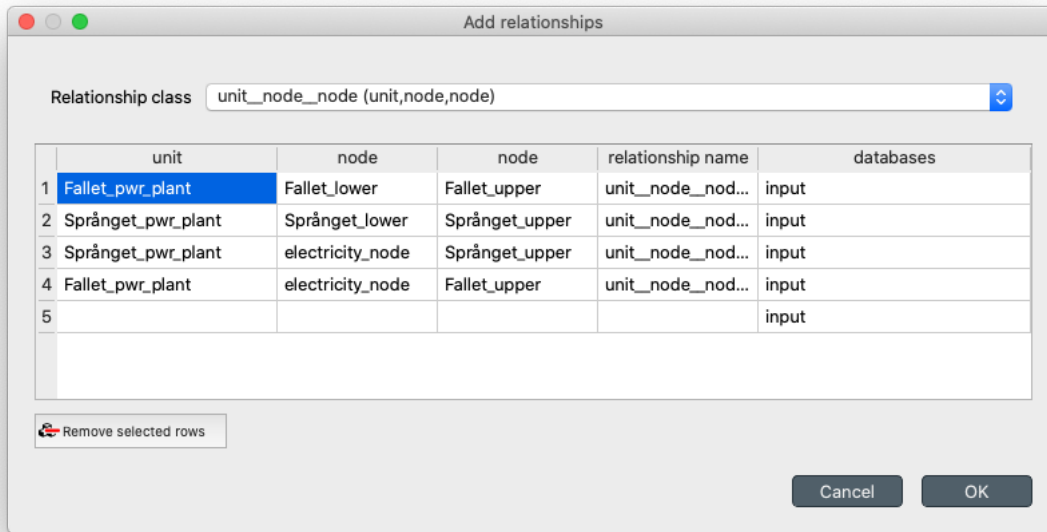 Add relationships
Relationship class unit__node__node (unit,node,node)
unit node node relationship name databases
1 Fallet_pwr_plant Fallet_lower Fallet_upper unit__node__nod... input
2 Språnget_pwr_plant Språnget_lower Språnget_upper unit__node__nod... input
3 Språnget_pwr_plant electricity_node Språnget_upper unit__node__nod... input
4 Fallet_pwr_plant electricity_node Fallet_upper unit__node__nod... input
5 input
Remove selected rows
Cancel OK